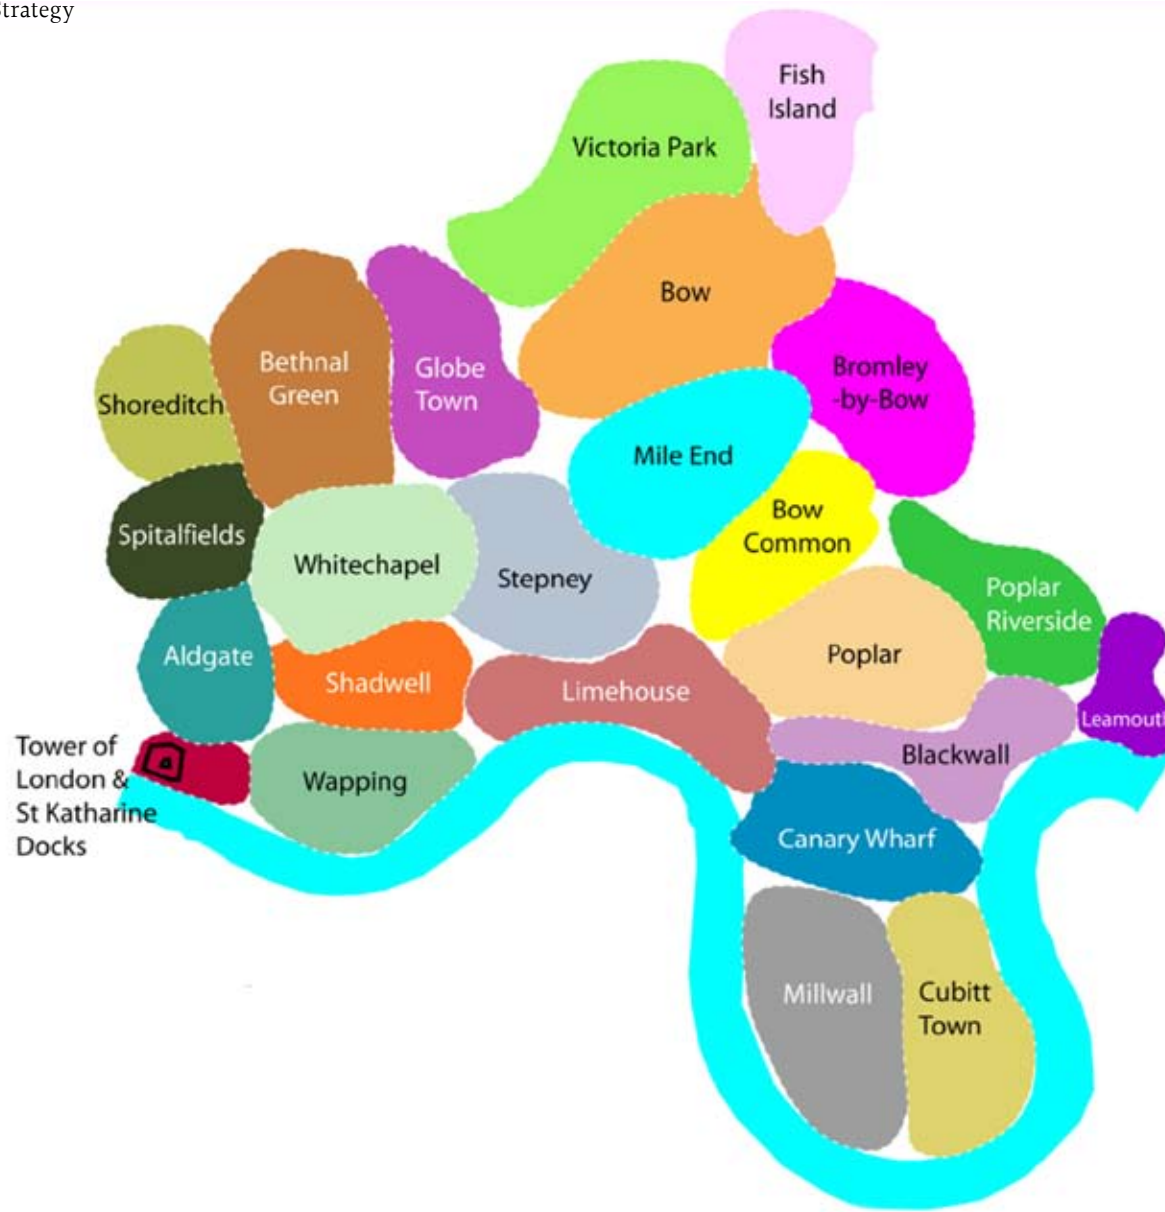 Strategy
Fish
Island
Victoria Park
Bow
Bethnal
Green
Globe
Town
Bromley
-by-Bow
Shoreditch
Mile End
Bow
Common
Spitalfields
Whitechapel
Stepney
Poplar
Riverside
Aldgate
Shadwell
Limehouse
Poplar
Leamouth
Tower of
London &
St Katharine
Docks
Wapping
Blackwall
Canary Wharf
Millwall
Cubitt
Town